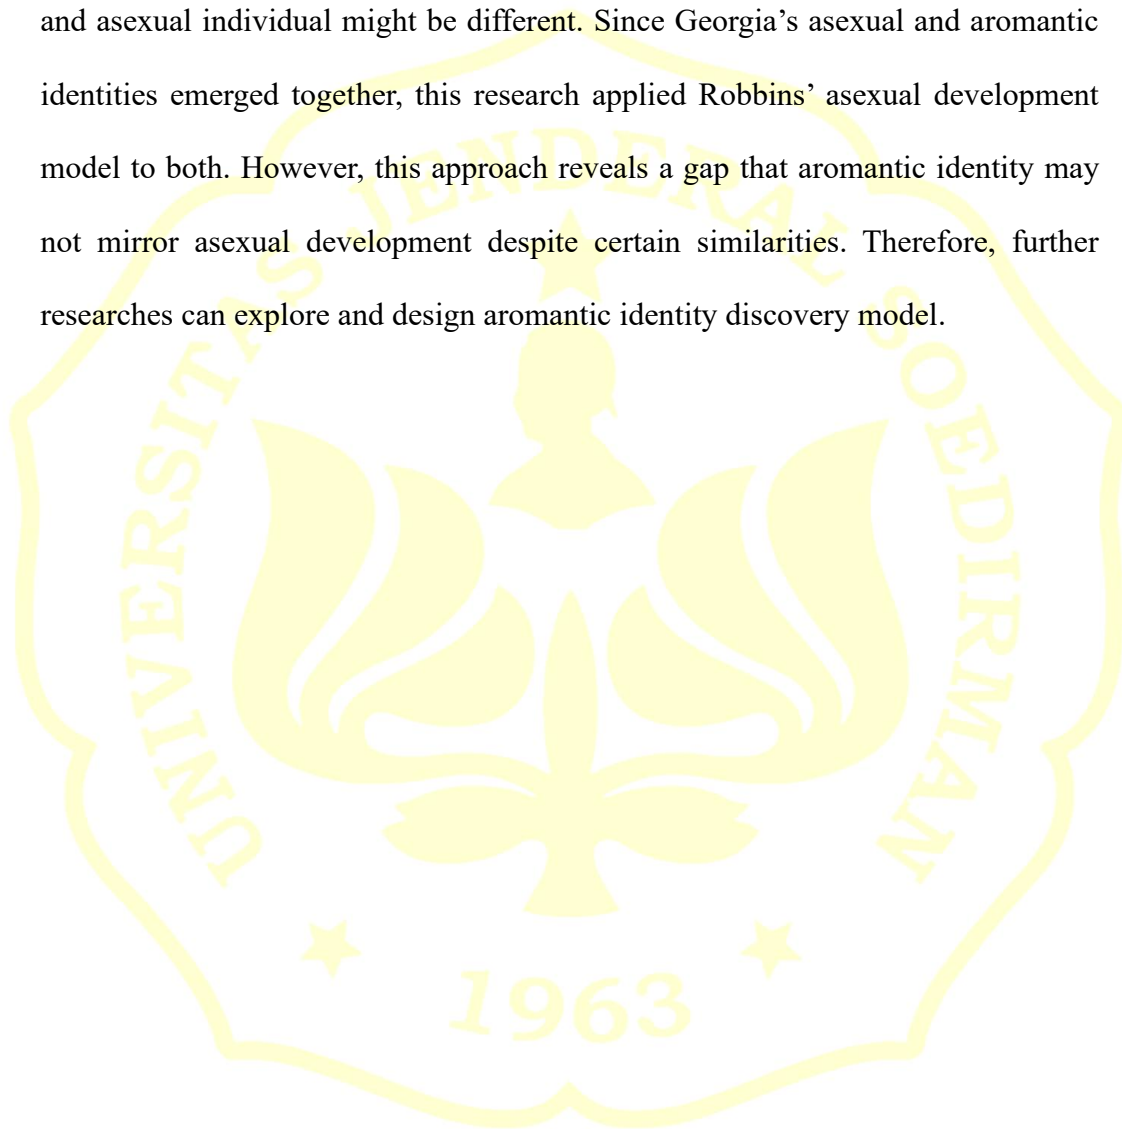 and asexual individual might be different. Since Georgia’s asexual and aromantic
identities emerged together, this research applied Robbins’ asexual development
model to both. However, this approach reveals a gap that aromantic identity may
not mirror asexual development despite certain similarities. Therefore, further
researches can explore and design aromantic identity discovery model.
UNIVERSITAS JENDERAL SOEDIRMAN
1963